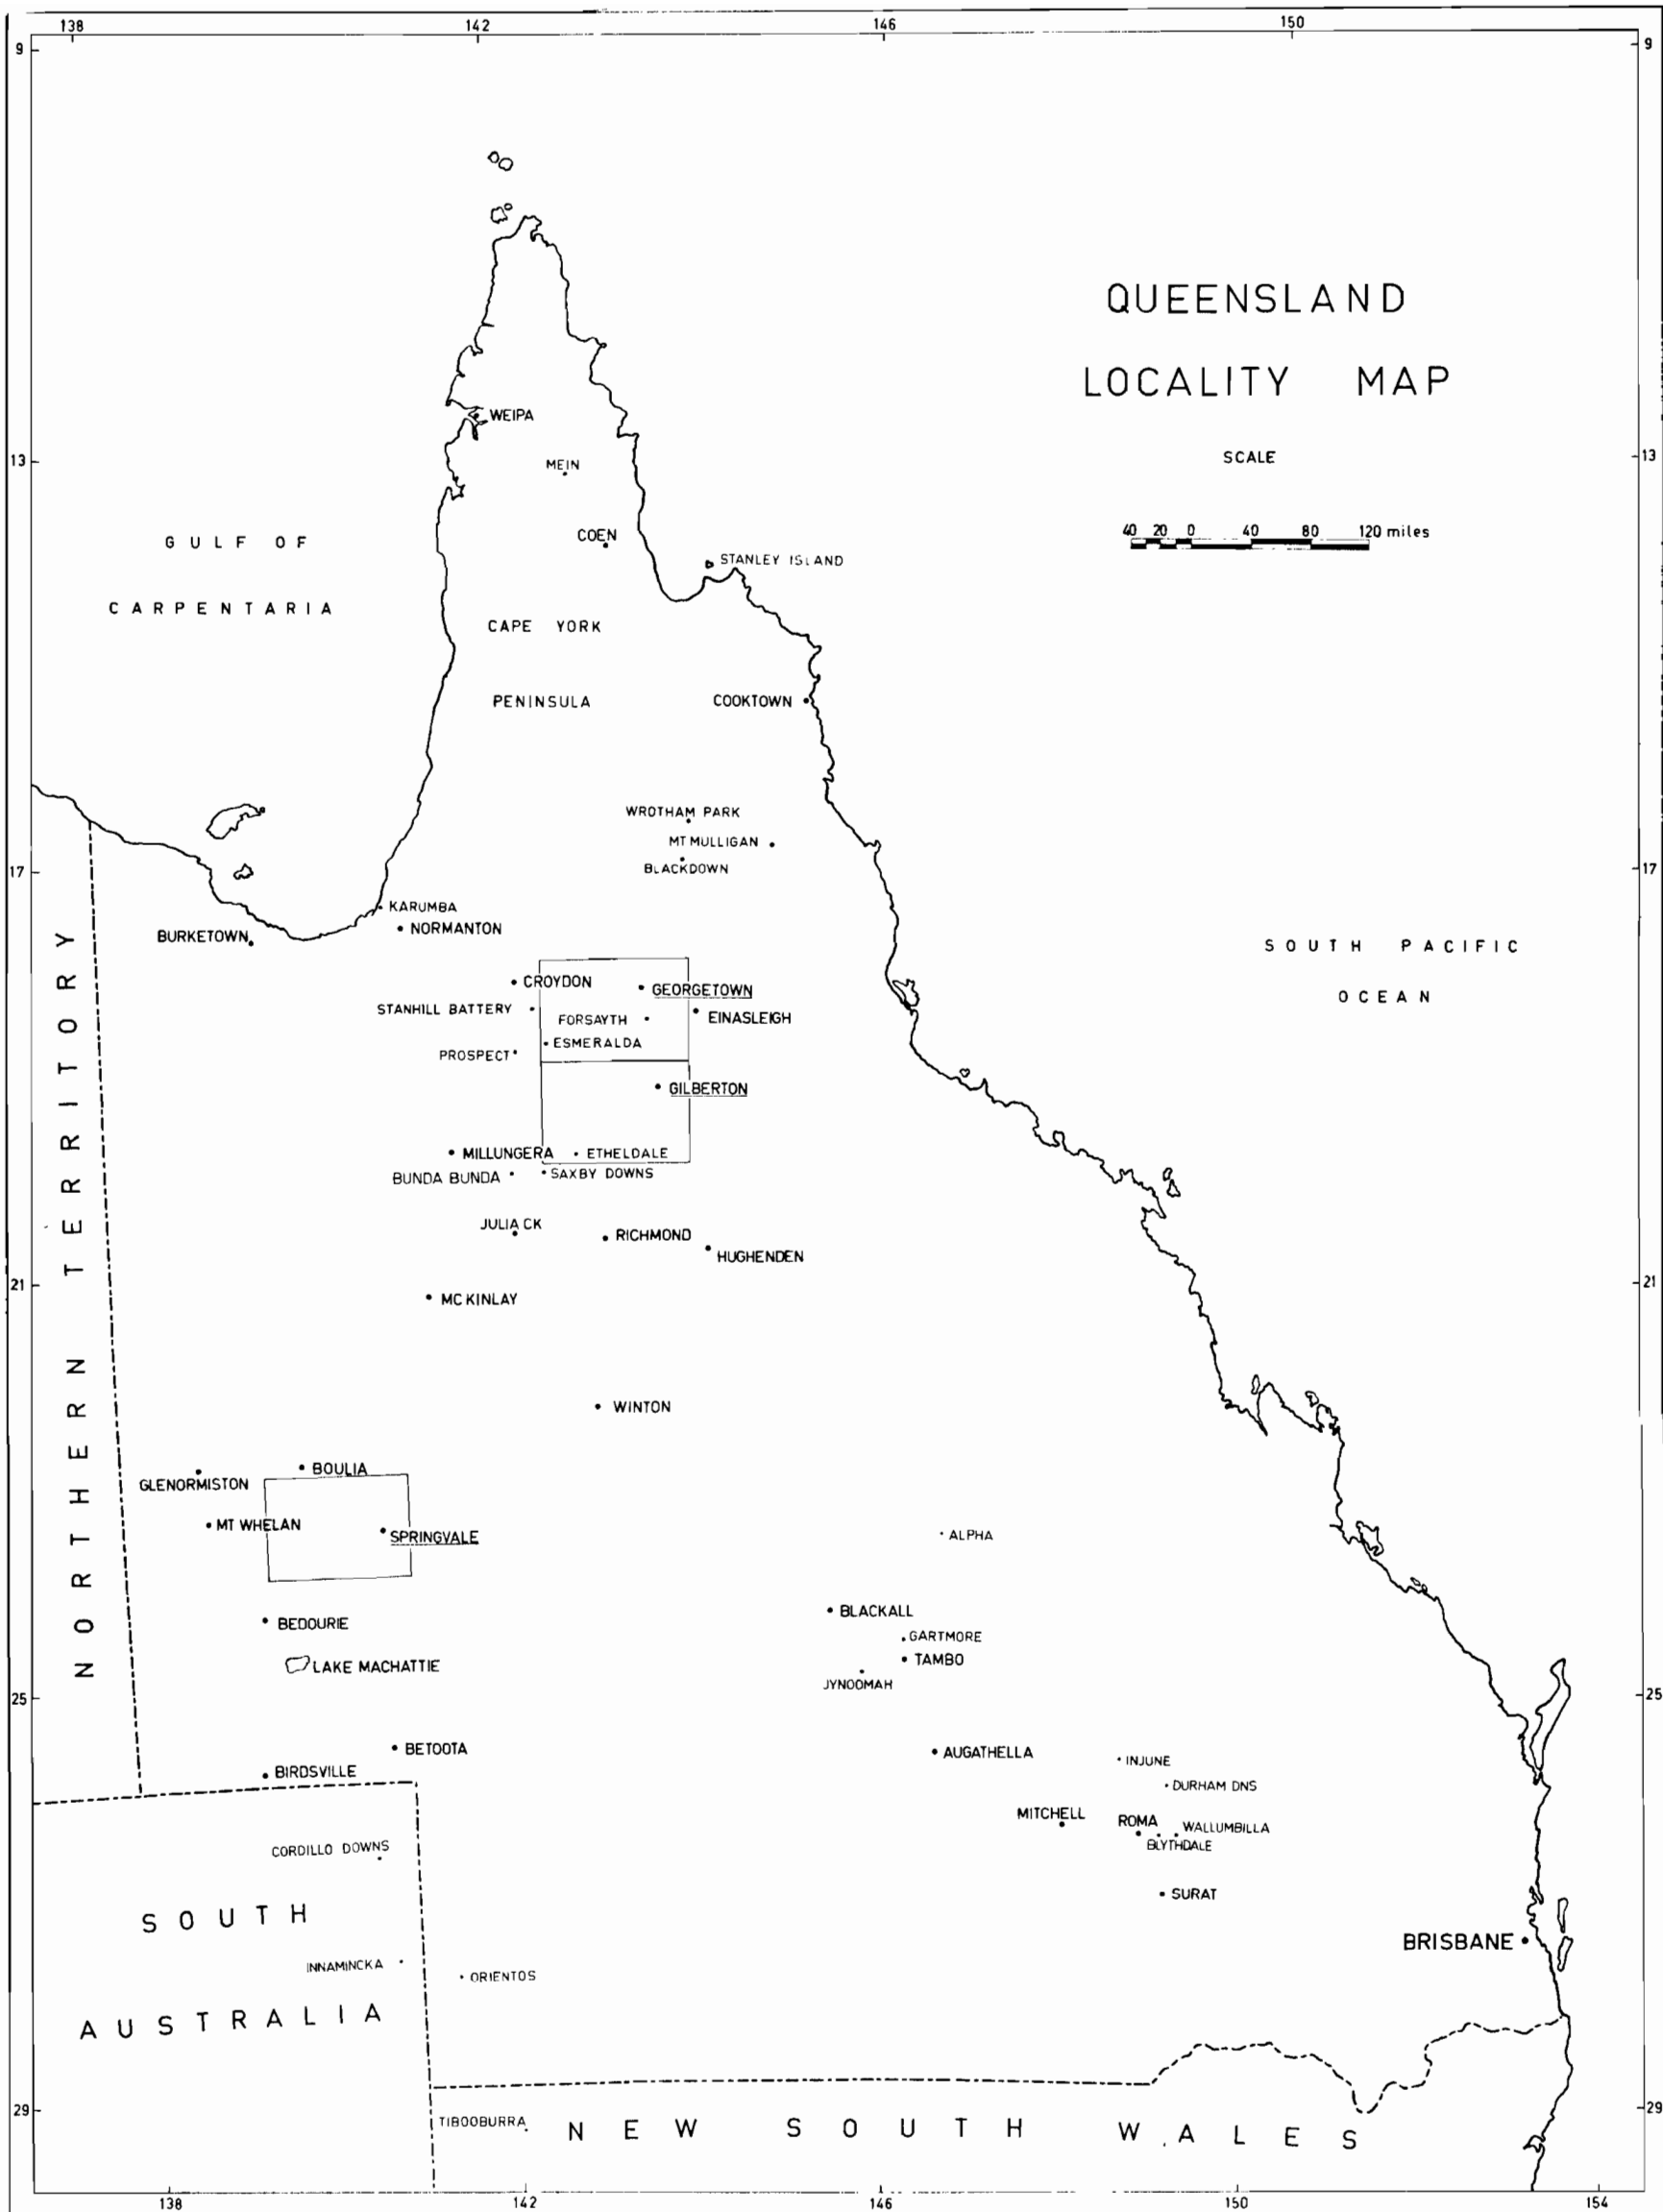 138 142 146 150
9 9
QUEENSLAND
LOCALITY MAP
WEIPA
13 13
SCALE
MEIN
40 20 0 40 80 120 miles
COEN
GULF OF
STANLEY ISLAND
CARPENTARIA
CAPE YORK
PENINSULA
COOKTOWN
WROTHAM PARK
MT MULLIGAN
BLACKDOWN
17 17
KARUMBA
NORMANTON
BURKETOWN
SOUTH PACIFIC
OCEAN
CROYDON
GEORGETOWN
STANHILL BATTERY
FORSAYTH
EINASLEIGH
ESMERALDA
PROSPECT
GILBERTON
MILLUNGERA
ETHELDALE
BUNDA BUNDA
SAXBY DOWNS
JULIA CK
RICHMOND
HUGHENDEN
21 21
MC KINLAY
NORTHERN TERRITORY
WINTON
BOULIA
GLENORMISTON
MT WHELAN
SPRINGVALE
ALPHA
BLACKALL
BEDOURIE
GARTMORE
TAMBO
LAKE MACHATTIE
JYNOOMAH
25 25
BETOOTA
AUGATHELLA
INJUNE
BIRDSVILLE
DURHAM DNS
MITCHELL
ROMA
WALLUMBILLA
BLYTHDALE
CORDILLO DOWNS
SURAT
SOUTH
BRISBANE
INNAMINCKA
ORIENTOS
AUSTRALIA
29 29
TIBOOBURRA
NEW SOUTH WALES
138 142 146 150 154